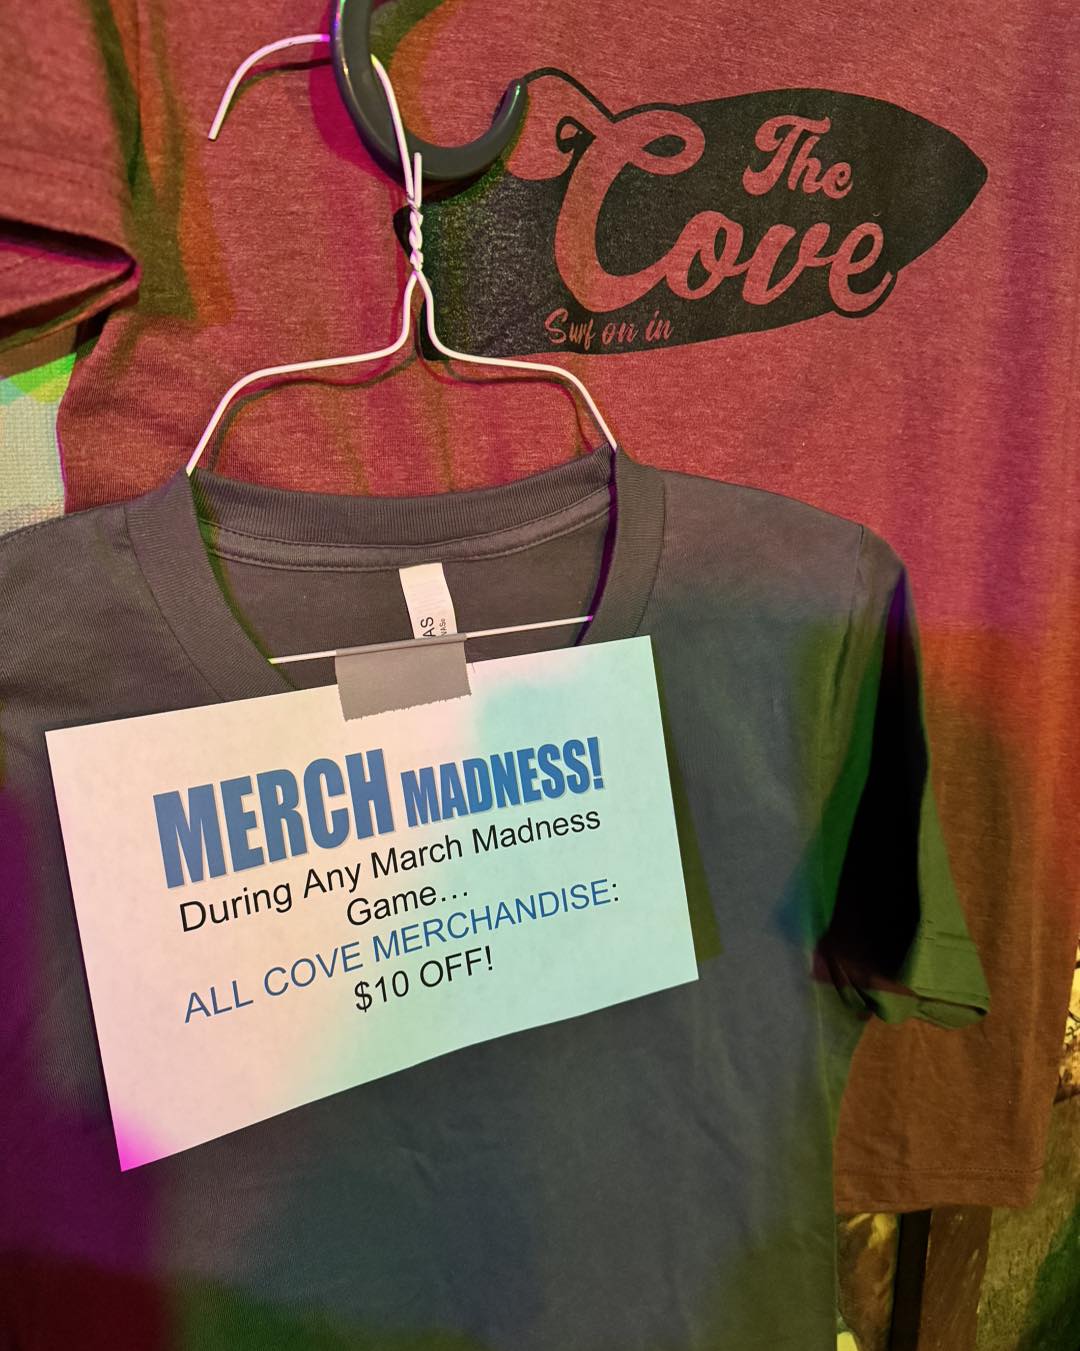 The
Cove
Surf on in
MERCH MADNESS!
During Any March Madness
Game...
ALL COVE MERCHANDISE:
$10 OFF!